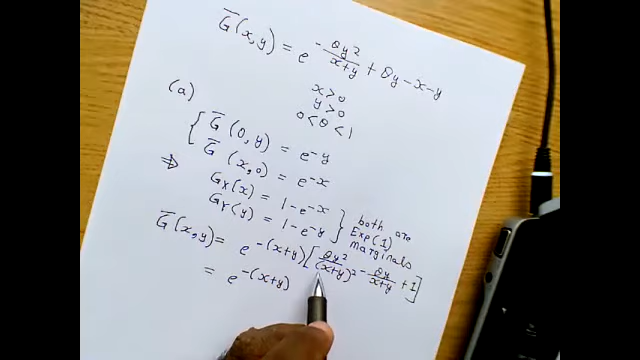 G̅(x,y) = e^{-θy²/(x+y) + θy - x - y}
x>0
y>0
0<θ<1
(a)
{ G̅(0,y) = e^{-y}
G̅(x,0) = e^{-x}
⇒ G_X(x) = 1-e^{-x}
G_Y(y) = 1-e^{-y}
} both are
Exp(1)
marginals
G̅(x,y) = e^{-(x+y)} [ θy²/(x+y)² - θy/(x+y) + 1 ]
= e^{-(x+y)}